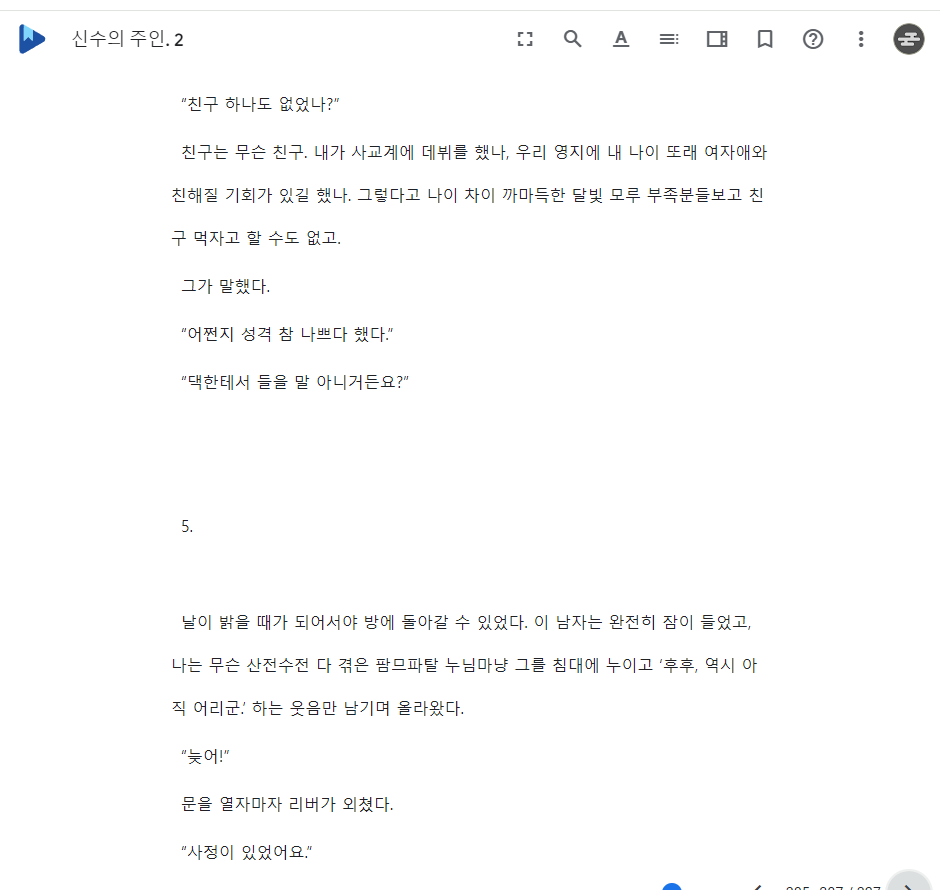 신수의 주인. 2
“친구 하나도 없었나?”
친구는 무슨 친구. 내가 사교계에 데뷔를 했나, 우리 영지에 내 나이 또래 여자애와
친해질 기회가 있길 했나. 그렇다고 나이 차이 까마득한 달빛 모루 부족분들보고 친
구 먹자고 할 수도 없고.
그가 말했다.
“어쩐지 성격 참 나쁘다 했다.”
“댁한테서 들을 말 아니거든요?”
5.
날이 밝을 때가 되어서야 방에 돌아갈 수 있었다. 이 남자는 완전히 잠이 들었고,
나는 무슨 산전수전 다 겪은 팜므파탈 누님마냥 그를 침대에 누이고 ‘후후, 역시 아
직 어리군.’ 하는 웃음만 남기며 올라왔다.
“늦어!”
문을 열자마자 리버가 외쳤다.
“사정이 있었어요.”